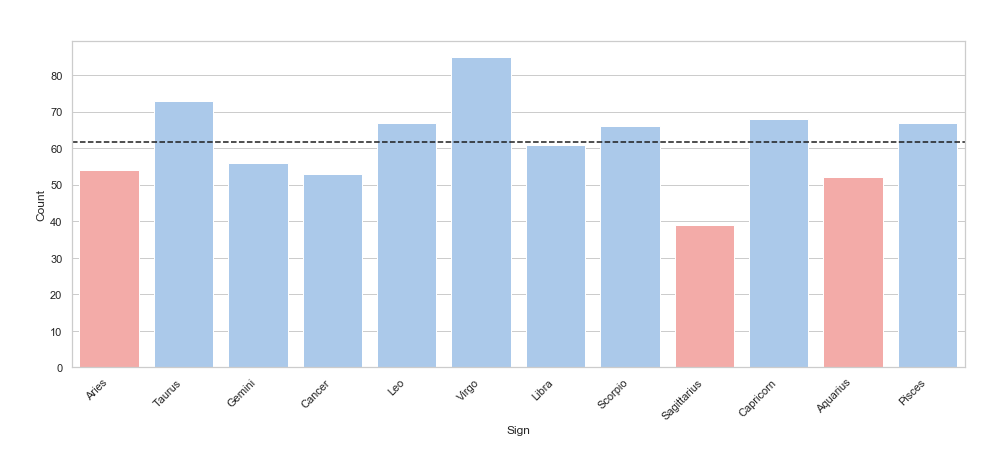 80
70
60
50
40
30
20
10
0
Count
Aries
Taurus
Gemini
Cancer
Leo
Virgo
Libra
Scorpio
Sagittarius
Capricorn
Aquarius
Pisces
Sign